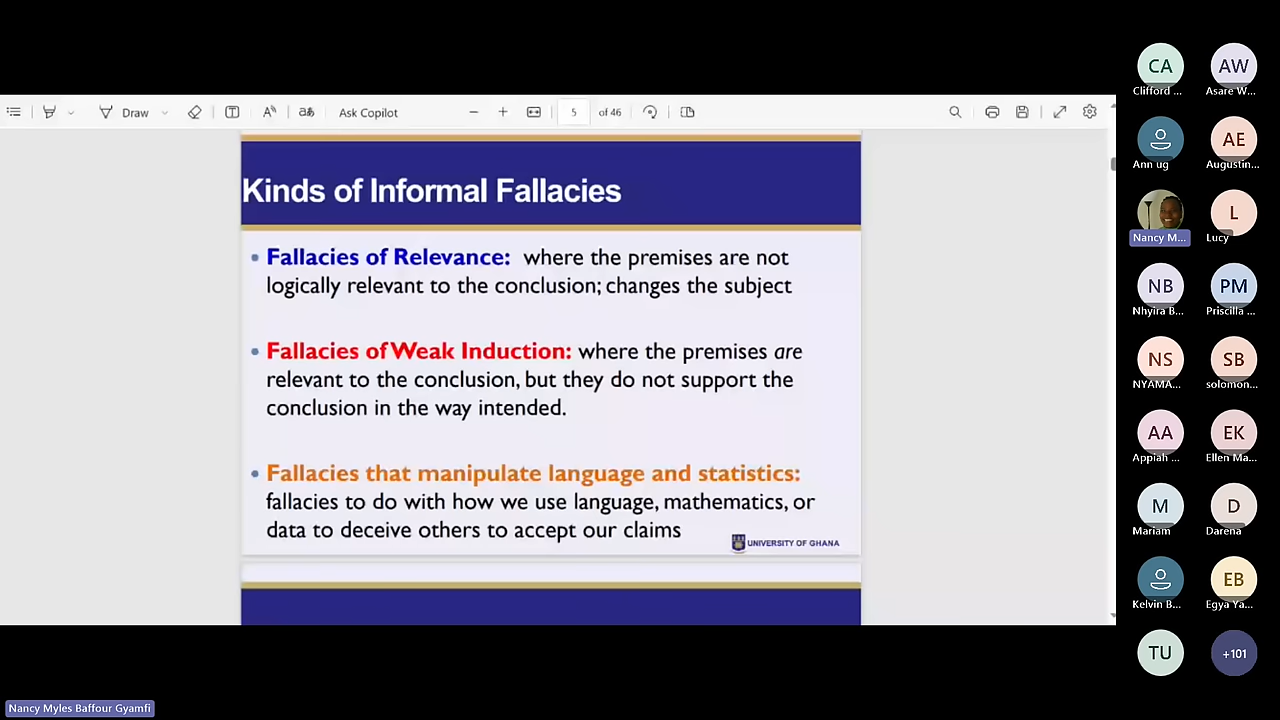 Draw
Ask Copilot
5 of 46
Kinds of Informal Fallacies
• Fallacies of Relevance: where the premises are not
logically relevant to the conclusion; changes the subject
• Fallacies of Weak Induction: where the premises are
relevant to the conclusion, but they do not support the
conclusion in the way intended.
• Fallacies that manipulate language and statistics:
fallacies to do with how we use language, mathematics, or
data to deceive others to accept our claims
UNIVERSITY OF GHANA
CA AW
Clifford ... Asare W...
AE
Ann ug Augustin...
L
Nancy M... Lucy
NB PM
Nhyira B... Priscilla ...
NS SB
NYAMA... solomon...
AA EK
Appiah ... Ellen Ma...
M D
Mariam Darena
EB
Kelvin B... Egya Ya...
TU +101
Nancy Myles Baffour Gyamfi